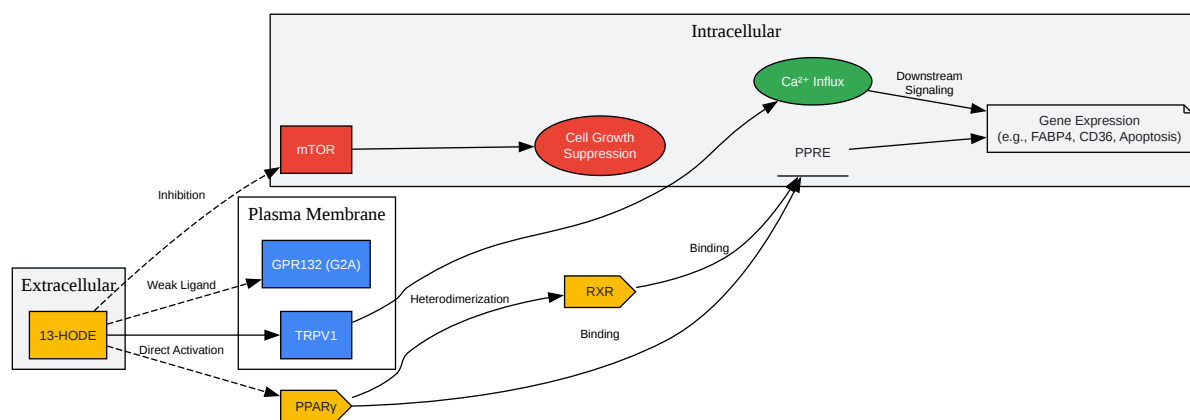 Intracellular
Ca²⁺ Influx
Downstream
Signaling
Gene Expression
(e.g., FABP4, CD36, Apoptosis)
mTOR
Cell Growth
Suppression
PPRE
Inhibition
Plasma Membrane
GPR132 (G2A)
Weak Ligand
Extracellular
13-HODE
TRPV1
Direct Activation
PPARγ
Heterodimerization
RXR
Binding
Binding